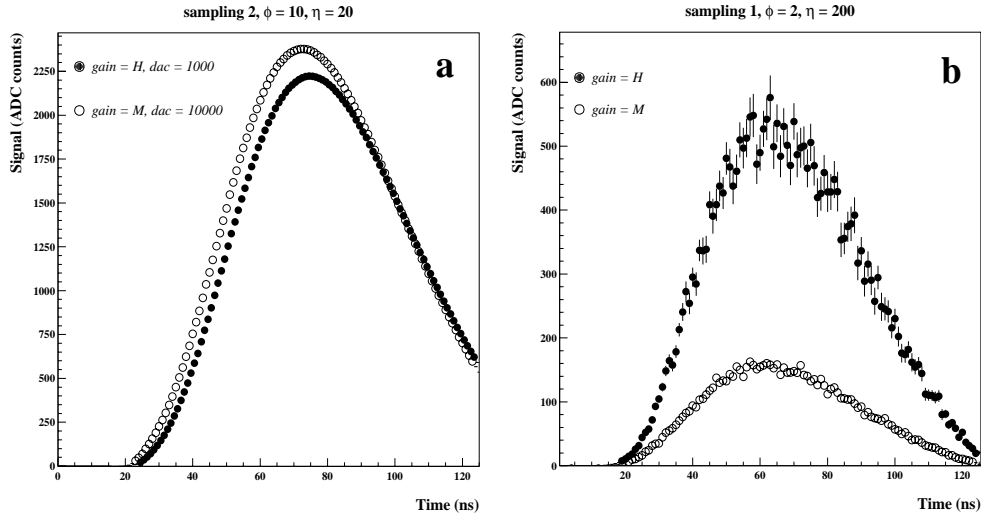 sampling 2, ϕ = 10, η = 20
Signal (ADC counts)
2250
2000
1750
1500
1250
1000
750
500
250
0
gain = H, dac = 1000
gain = M, dac = 10000
a
0 20 40 60 80 100 120
Time (ns)
sampling 1, ϕ = 2, η = 200
Signal (ADC counts)
600
500
400
300
200
100
0
gain = H
gain = M
b
20 40 60 80 100 120
Time (ns)